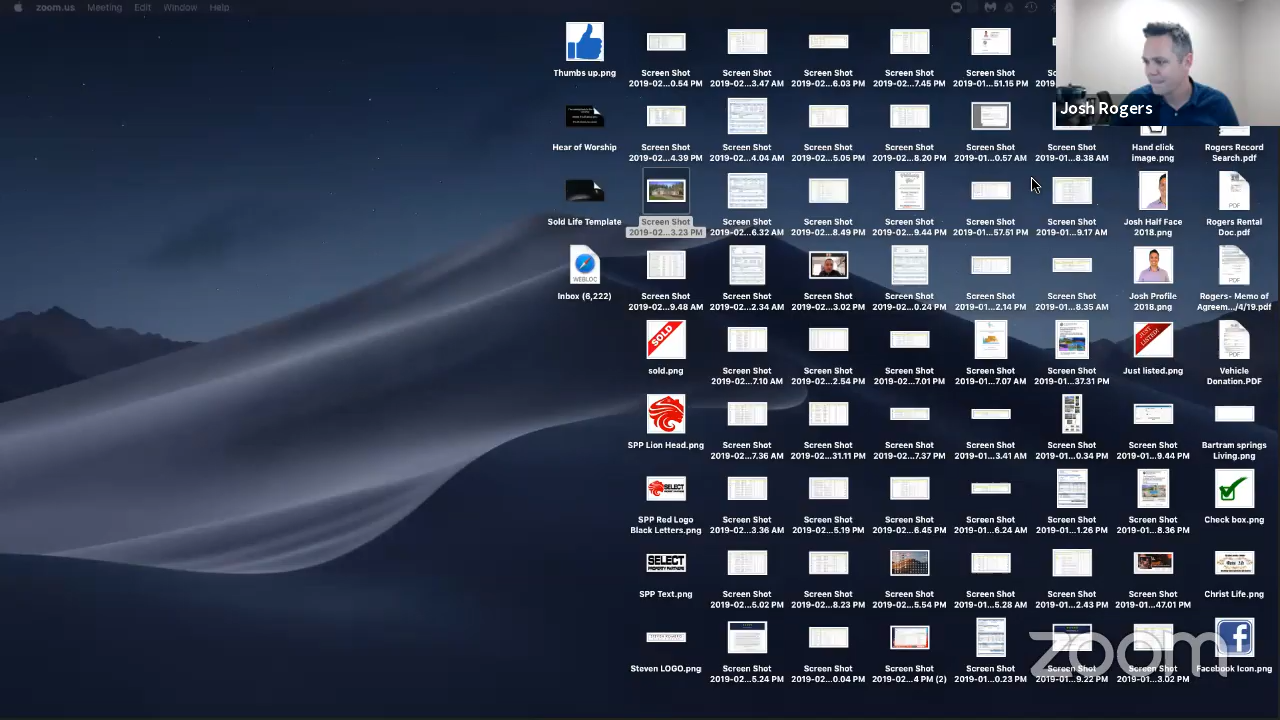 zoom.us Meeting Edit Window Help
Josh Rogers
Thumbs up.png
Screen Shot
2019-02...0.54 PM
Screen Shot
2019-02...3.47 AM
Screen Shot
2019-02...6.03 PM
Screen Shot
2019-02...7.45 PM
Screen Shot
2019-01...51.15 PM
Hear of Worship
Screen Shot
2019-02...4.39 PM
Screen Shot
2019-02...4.04 AM
Screen Shot
2019-02...5.05 PM
Screen Shot
2019-02...8.20 PM
Screen Shot
2019-01...0.57 AM
Screen Shot
2019-01...8.38 AM
Hand click
image.png
Rogers Record
Search.pdf
Sold Life Template
Screen Shot
2019-02...3.23 PM
Screen Shot
2019-02...6.32 AM
Screen Shot
2019-02...8.49 PM
Screen Shot
2019-02...9.44 PM
Screen Shot
2019-01...57.51 PM
Screen Shot
2019-01...9.17 AM
Josh Half Face
2018.png
PDF
Rogers Rental
Doc.pdf
WEBLOC
Inbox (6,222)
Screen Shot
2019-02...9.48 AM
Screen Shot
2019-02...2.34 AM
Screen Shot
2019-02...3.02 PM
Screen Shot
2019-02...0.24 PM
Screen Shot
2019-01...2.14 PM
Screen Shot
2019-01...8.35 AM
Josh Profile
2018.png
PDF
Rogers- Memo of
Agreem.../4/19.pdf
SOLD
sold.png
Screen Shot
2019-02...7.10 AM
Screen Shot
2019-02...2.54 PM
Screen Shot
2019-02...7.01 PM
Screen Shot
2019-01...7.07 AM
Screen Shot
2019-01...37.31 PM
JUST LISTED
Just listed.png
PDF
Vehicle
Donation.PDF
SPP Lion Head.png
Screen Shot
2019-02...7.36 AM
Screen Shot
2019-02...31.11 PM
Screen Shot
2019-02...7.37 PM
Screen Shot
2019-01...3.41 AM
Screen Shot
2019-01...0.34 PM
Screen Shot
2019-01...9.44 PM
Bartram springs
Living.png
SELECT
SPP Red Logo
Black Letters.png
Screen Shot
2019-02...3.36 AM
Screen Shot
2019-02...5.19 PM
Screen Shot
2019-02...6.45 PM
Screen Shot
2019-01...6.24 AM
Screen Shot
2019-01...1.26 PM
Screen Shot
2019-01...8.36 PM
Check box.png
SELECT
PROPERTY PARTNERS
SPP Text.png
Screen Shot
2019-02...5.02 PM
Screen Shot
2019-02...8.23 PM
Screen Shot
2019-02...5.54 PM
Screen Shot
2019-01...5.28 AM
Screen Shot
2019-01...2.43 PM
Screen Shot
2019-01...47.01 PM
Christ Life.png
Steven LOGO.png
Screen Shot
2019-02...5.24 PM
Screen Shot
2019-02...0.04 PM
Screen Shot
2019-02...4 PM (2)
Screen Shot
2019-01...0.23 PM
Screen Shot
2019-01...9.22 PM
Screen Shot
2019-01...3.02 PM
Facebook Icon.png
zoom